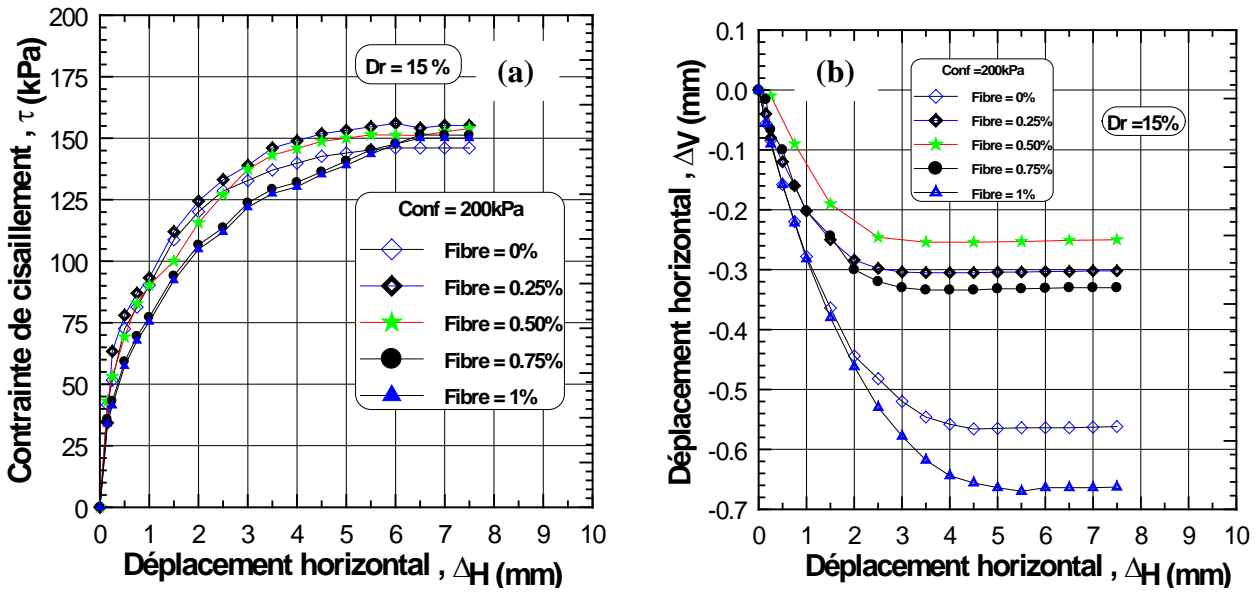 Contrainte de cisaillement , τ (kPa)
200
175
150
125
100
75
50
25
0
Dr = 15 %
(a)
Conf = 200kPa
Fibre = 0%
Fibre = 0.25%
Fibre = 0.50%
Fibre = 0.75%
Fibre = 1%
0 1 2 3 4 5 6 7 8 9 10
Déplacement horizontal , ΔH (mm)
Déplacement horizontal , ΔV (mm)
0.1
0.0
-0.1
-0.2
-0.3
-0.4
-0.5
-0.6
-0.7
(b)
Conf =200kPa
Fibre = 0%
Fibre = 0.25%
Fibre = 0.50%
Fibre = 0.75%
Fibre = 1%
Dr =15%
0 1 2 3 4 5 6 7 8 9 10
Déplacement horizontal , ΔH (mm)